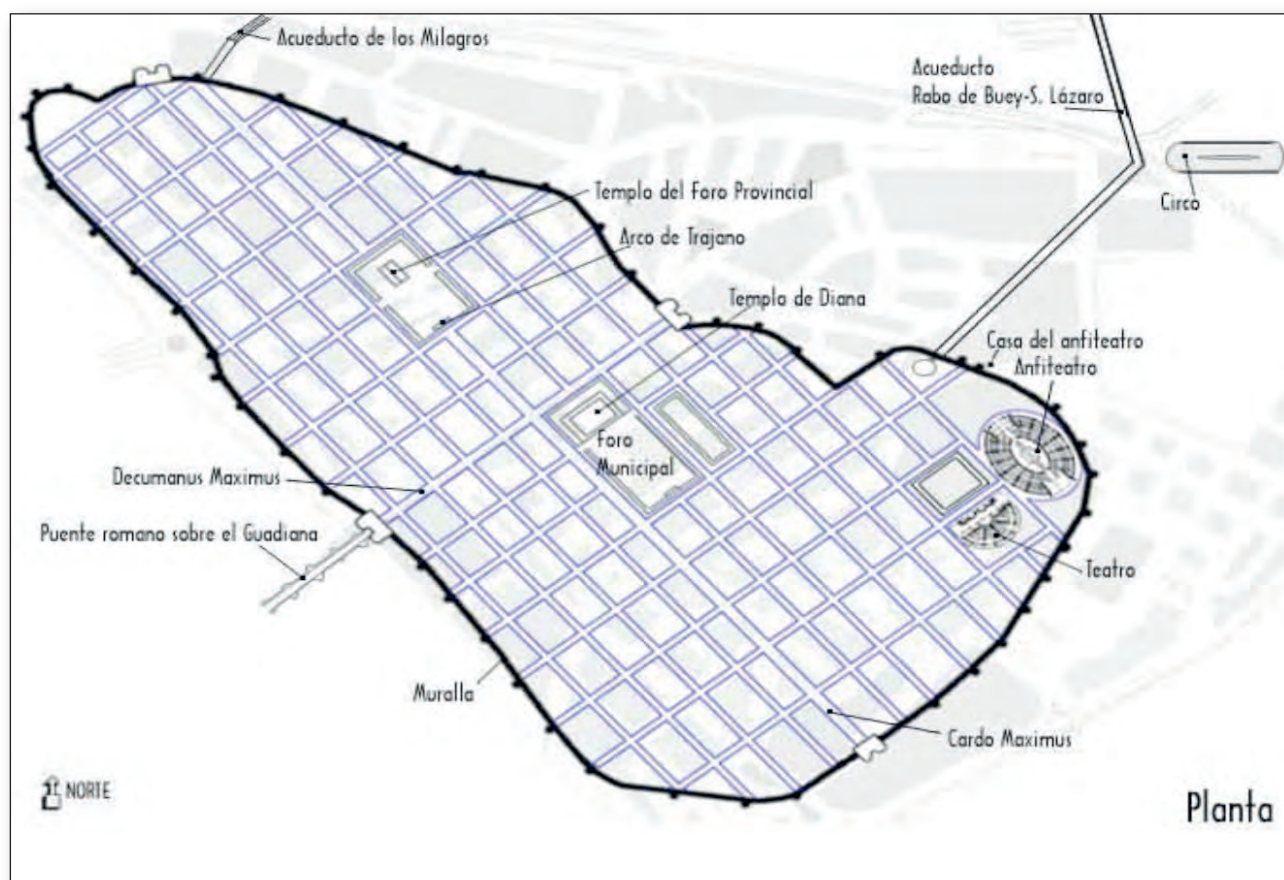 Acueducto de los Milagros
Acueducto
Rabo de Buey-S. Lázaro
Templo del Foro Provincial
Circo
Arco de Trajano
Templo de Diana
Casa del anfiteatro
Anfiteatro
Foro
Municipal
Decumanus Maximus
Puente romano sobre el Guadiana
Teatro
Muralla
Cardo Maximus
NORTE
Planta